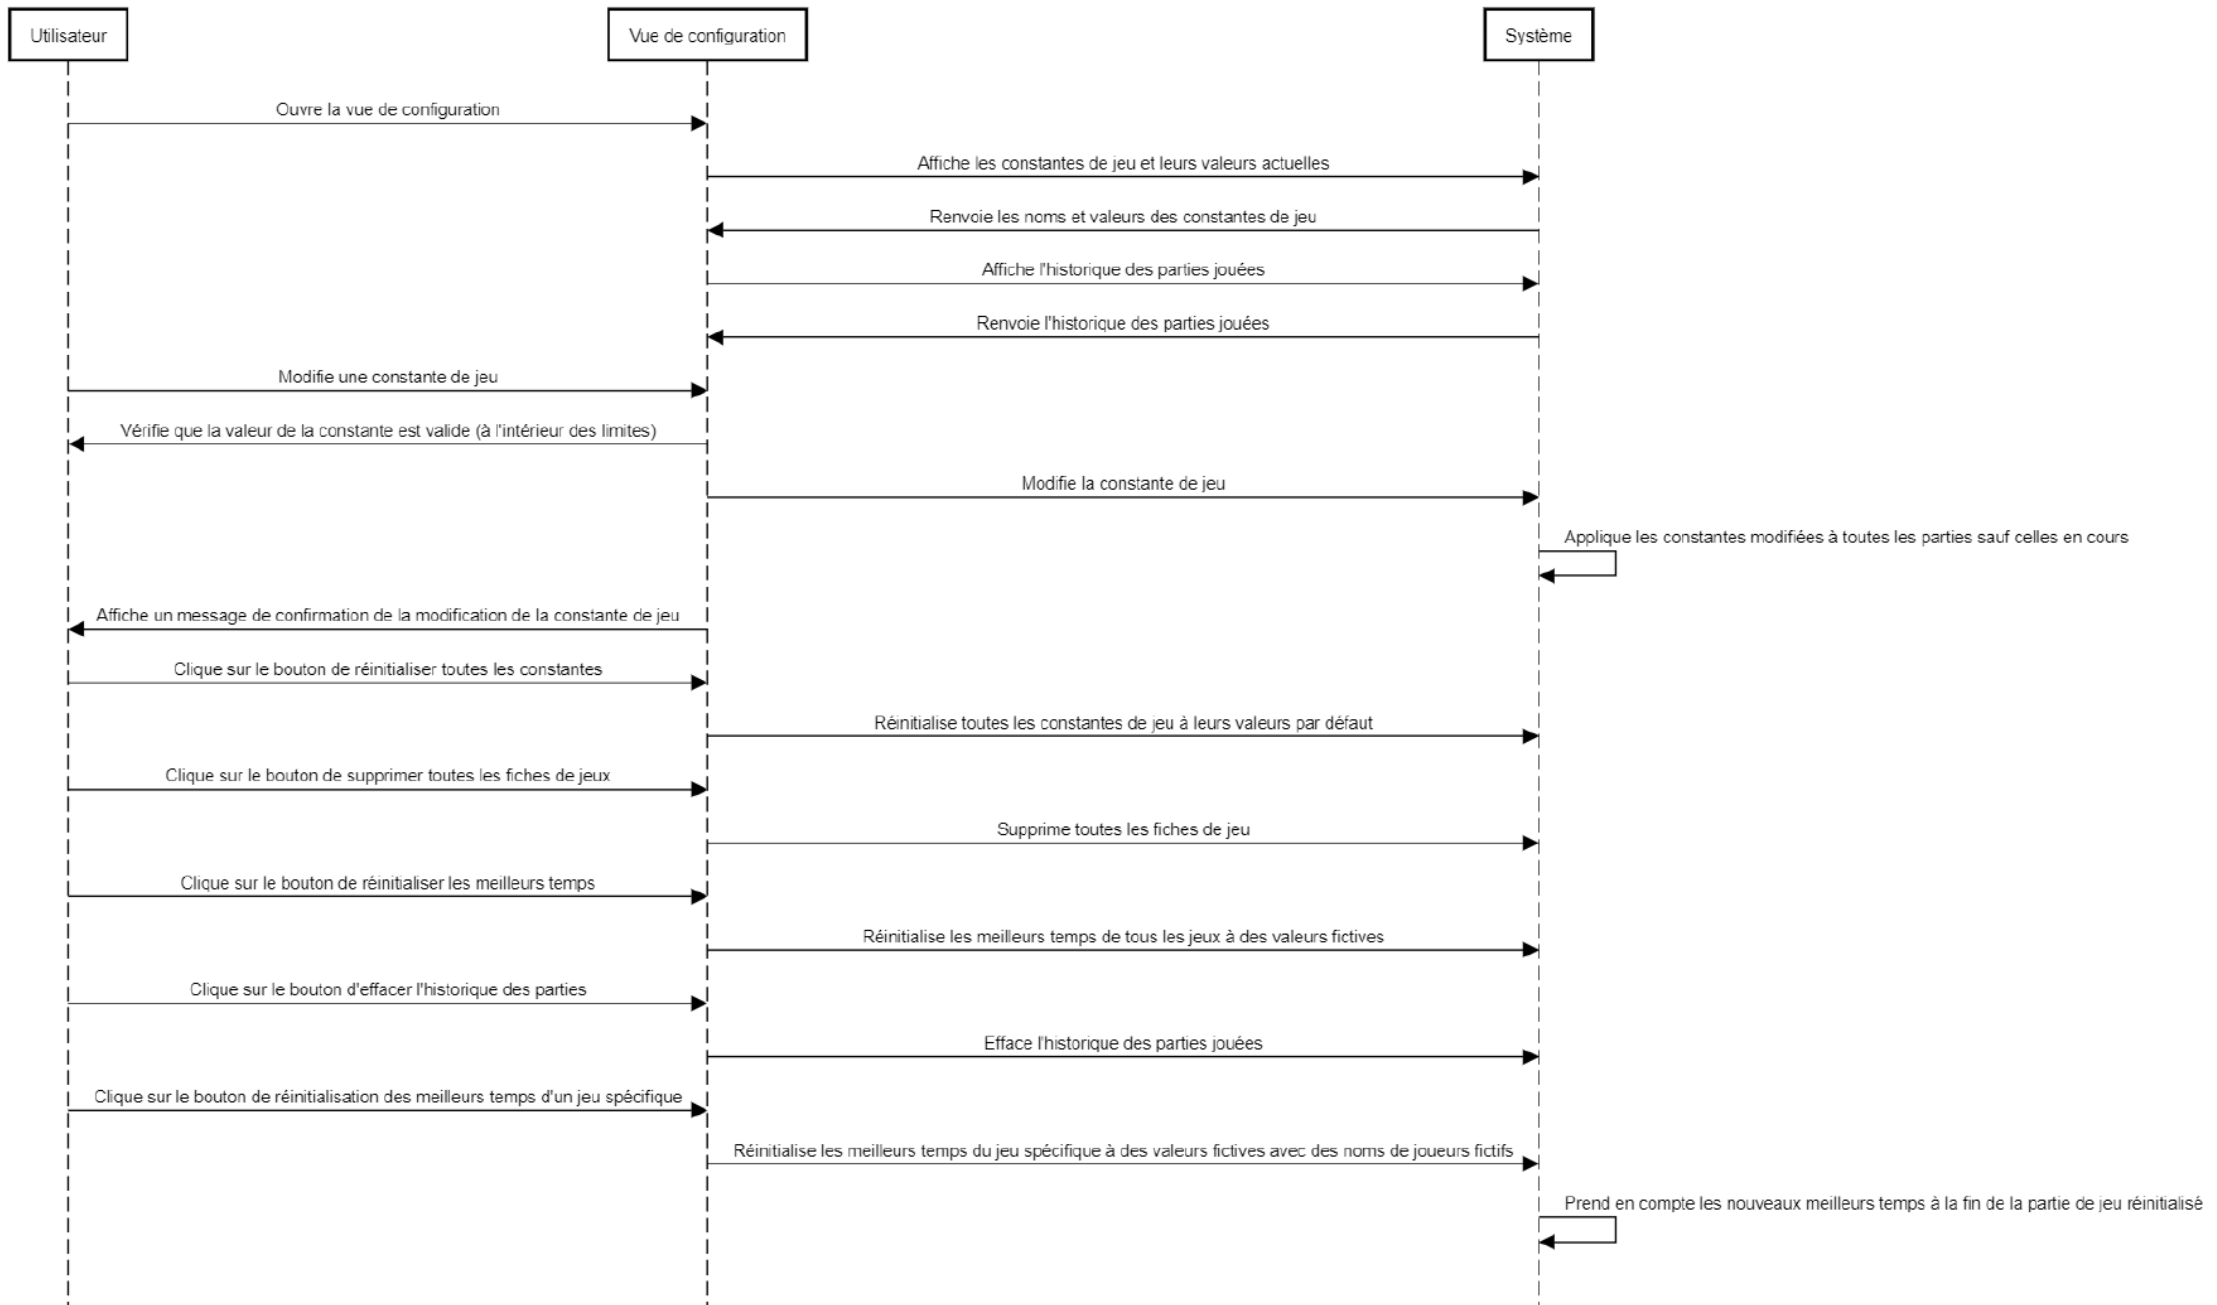 Utilisateur
Vue de configuration
Système
Ouvre la vue de configuration
Affiche les constantes de jeu et leurs valeurs actuelles
Renvoie les noms et valeurs des constantes de jeu
Affiche l'historique des parties jouées
Renvoie l'historique des parties jouées
Modifie une constante de jeu
Vérifie que la valeur de la constante est valide (à l'intérieur des limites)
Modifie la constante de jeu
Applique les constantes modifiées à toutes les parties sauf celles en cours
Affiche un message de confirmation de la modification de la constante de jeu
Clique sur le bouton de réinitialiser toutes les constantes
Réinitialise toutes les constantes de jeu à leurs valeurs par défaut
Clique sur le bouton de supprimer toutes les fiches de jeux
Supprime toutes les fiches de jeu
Clique sur le bouton de réinitialiser les meilleurs temps
Réinitialise les meilleurs temps de tous les jeux à des valeurs fictives
Clique sur le bouton d'effacer l'historique des parties
Efface l'historique des parties jouées
Clique sur le bouton de réinitialisation des meilleurs temps d'un jeu spécifique
Réinitialise les meilleurs temps du jeu spécifique à des valeurs fictives avec des noms de joueurs fictifs
Prend en compte les nouveaux meilleurs temps à la fin de la partie de jeu réinitialisé